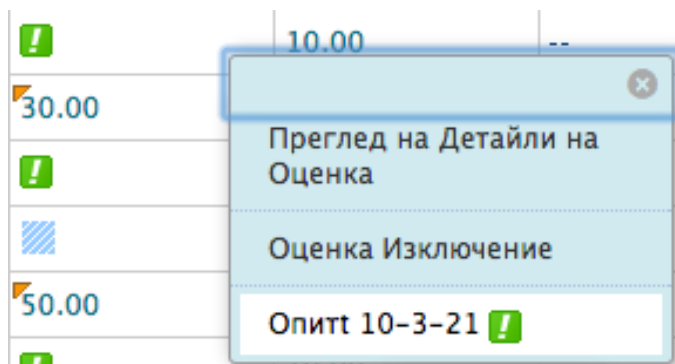 10.00
--
30.00
Преглед на Детайли на
Оценка
Оценка Изключение
50.00
Опитt 10-3-21